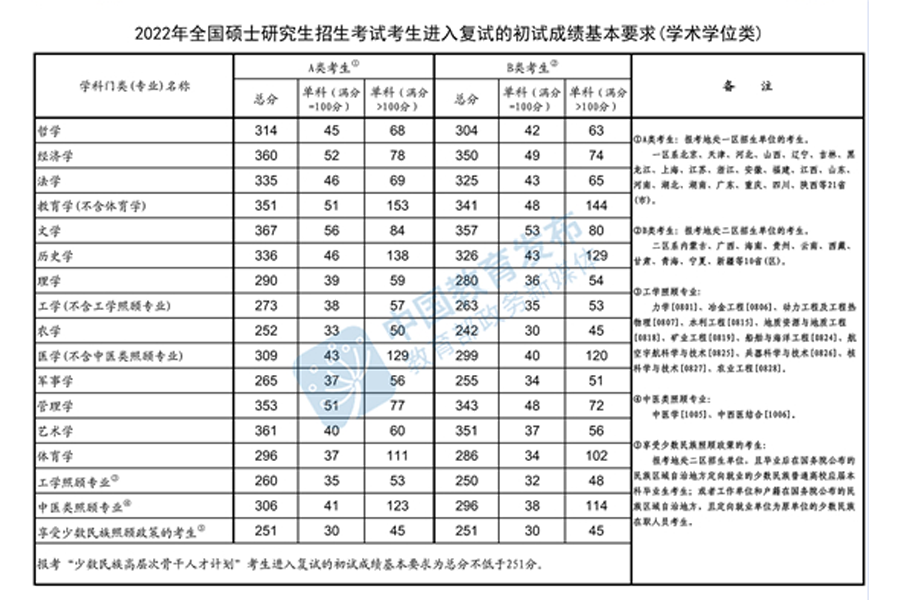 2022年全国硕士研究生招生考试考生进入复试的初试成绩基本要求(学术学位类)
学科门类(专业)名称 A类考生① B类考生② 备 注
总分 单科(满分=100分) 单科(满分>100分) 总分 单科(满分=100分) 单科(满分>100分)
哲学 314 45 68 304 42 63
经济学 360 52 78 350 49 74
法学 335 46 69 325 43 65
教育学(不含体育学) 351 51 153 341 48 144
文学 367 56 84 357 53 80
历史学 336 46 138 326 43 129
理学 290 39 59 280 36 54
工学(不含工学照顾专业) 273 38 57 263 35 53
农学 252 33 50 242 30 45
医学(不含中医类照顾专业) 309 43 129 299 40 120
军事学 265 37 56 255 34 51
管理学 353 51 77 343 48 72
艺术学 361 40 60 351 37 56
体育学 296 37 111 286 34 102
工学照顾专业③ 260 35 53 250 32 48
中医类照顾专业④ 306 41 123 296 38 114
享受少数民族照顾政策的考生⑤ 251 30 45 251 30 45
报考“少数民族高层次骨干人才计划”考生进入复试的初试成绩基本要求为总分不低于251分。
①A类考生：报考地处一区招生单位的考生。
一区系北京、天津、河北、山西、辽宁、吉林、黑
龙江、上海、江苏、浙江、安徽、福建、江西、山东、
河南、湖北、湖南、广东、重庆、四川、陕西等21省
(市)。
②B类考生：报考地处二区招生单位的考生。
二区系内蒙古、广西、海南、贵州、云南、西藏、
甘肃、青海、宁夏、新疆等10省(区)。
③工学照顾专业：
力学[0801]、冶金工程[0806]、动力工程及工程热
物理[0807]、水利工程[0815]、地质资源与地质工程
[0818]、矿业工程[0819]、船舶与海洋工程[0824]、航
空宇航科学与技术[0825]、兵器科学与技术[0826]、核
科学与技术[0827]、农业工程[0828]。
④中医类照顾专业：
中医学[1005]、中西医结合[1006]。
⑤享受少数民族照顾政策的考生：
报考地处二区招生单位，且毕业后在国务院公布的
民族区域自治地方定向就业的少数民族普通高校应届本
科毕业生考生；或者工作单位和户籍在国务院公布的民
族区域自治地方，且定向就业单位为原单位的少数民族
在职人员考生。
中国教育发布
教育部政务新媒体